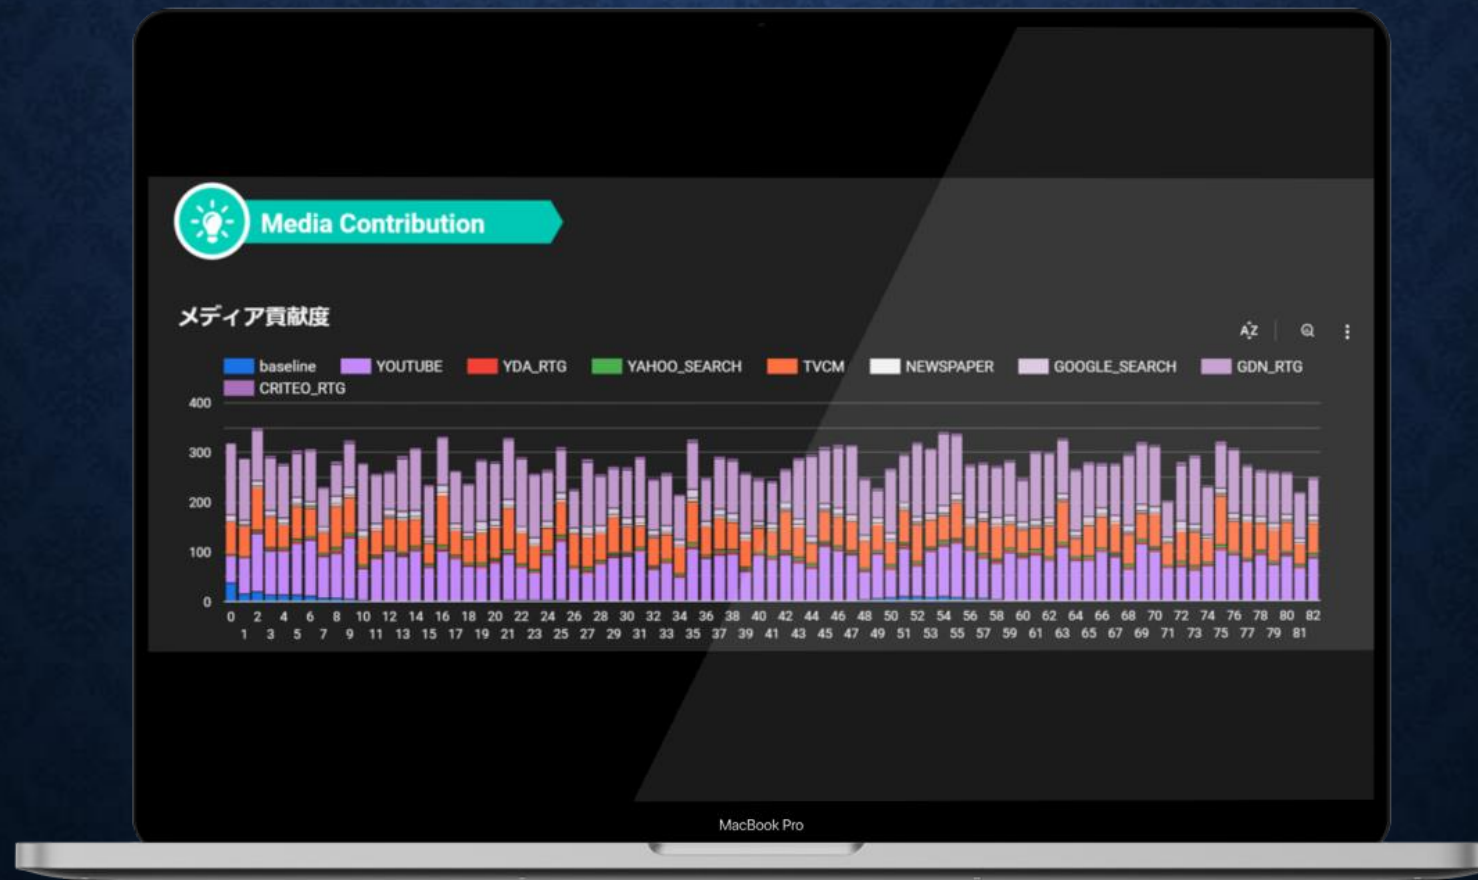 Media Contribution
メディア貢献度
AZ
baseline YOUTUBE YDA_RTG YAHOO_SEARCH TVCM NEWSPAPER GOOGLE_SEARCH GDN_RTG
CRITEO_RTG
400
300
200
100
0
0 2 4 6 8 10 12 14 16 18 20 22 24 26 28 30 32 34 36 38 40 42 44 46 48 50 52 54 56 58 60 62 64 66 68 70 72 74 76 78 80 82
1 3 5 7 9 11 13 15 17 19 21 23 25 27 29 31 33 35 37 39 41 43 45 47 49 51 53 55 57 59 61 63 65 67 69 71 73 75 77 79 81
MacBook Pro